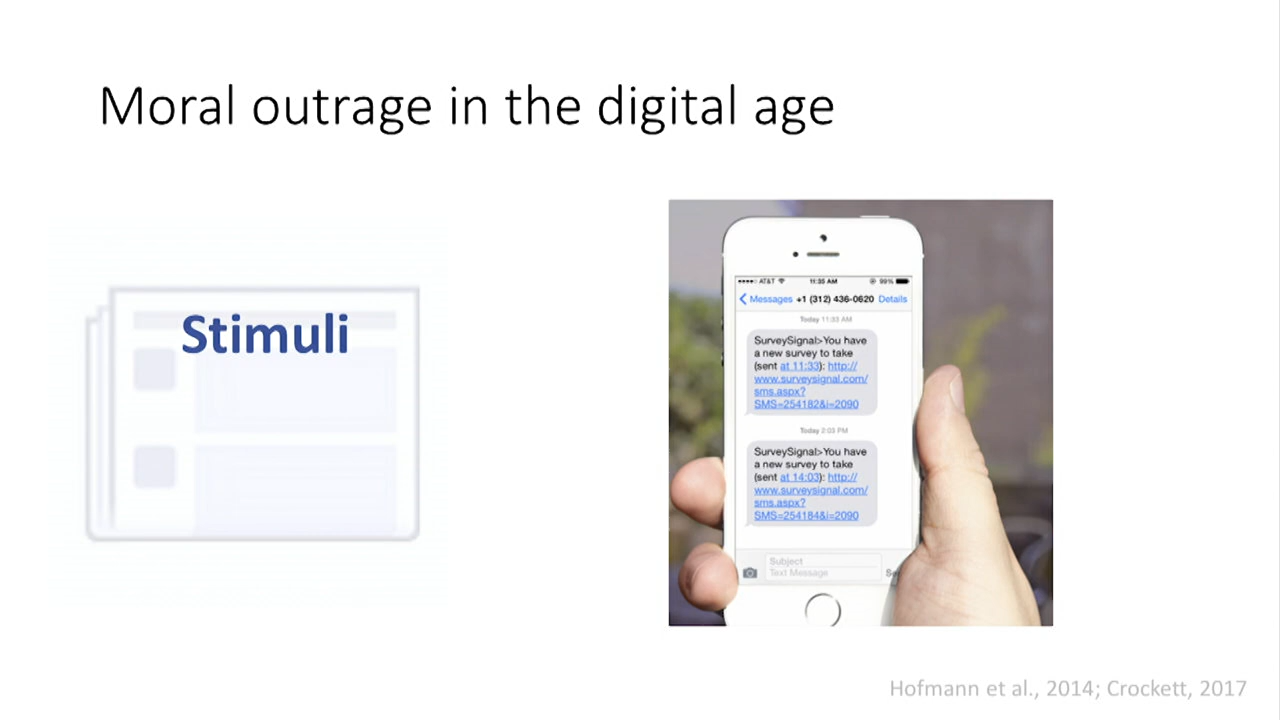 Moral outrage in the digital age
Stimuli
AT&T 11:35 AM 99%
Messages +1 (312) 436-0620 Details
Today 11:33 AM
SurveySignal>You have
a new survey to take
(sent at 11:33): http://
www.surveysignal.com/
sms.aspx?
SMS=254182&i=2090
Today 2:03 PM
SurveySignal>You have
a new survey to take
(sent at 14:03): http://
www.surveysignal.com/
sms.aspx?
SMS=254184&i=2090
Subject
Text Message
Hofmann et al., 2014; Crockett, 2017